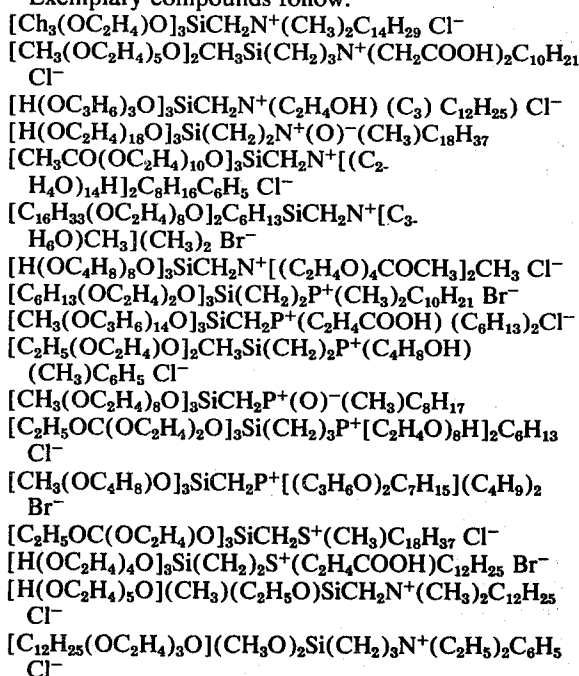 Exemplary compounds follow:
[Ch₃(OC₂H₄)O]₃SiCH₂N⁺(CH₃)₂C₁₄H₂₉ Cl⁻
[CH₃(OC₂H₄)₅O]₂CH₃Si(CH₂)₃N⁺(CH₂COOH)₂C₁₀H₂₁
Cl⁻
[H(OC₃H₆)₃O]₃SiCH₂N⁺(C₂H₄OH) (C₃) C₁₂H₂₅) Cl⁻
[H(OC₂H₄)₁₈O]₃Si(CH₂)₂N⁺(O)⁻(CH₃)C₁₈H₃₇
[CH₃CO(OC₂H₄)₁₀O]₃SiCH₂N⁺[(C₂-
H₄O)₁₄H]₂C₈H₁₆C₆H₅ Cl⁻
[C₁₆H₃₃(OC₂H₄)₈O]₂C₆H₁₃SiCH₂N⁺[C₃-
H₆O)CH₃](CH₃)₂ Br⁻
[H(OC₄H₈)₈O]₃SiCH₂N⁺[(C₂H₄O)₄COCH₃]₂CH₃ Cl⁻
[C₆H₁₃(OC₂H₄)₂O]₃Si(CH₂)₂P⁺(CH₃)₂C₁₀H₂₁ Br⁻
[CH₃(OC₃H₆)₁₄O]₃SiCH₂P⁺(C₂H₄COOH) (C₆H₁₃)₂Cl⁻
[C₂H₅(OC₂H₄)O]₂CH₃Si(CH₂)₂P⁺(C₄H₈OH)
(CH₃)C₆H₅ Cl⁻
[CH₃(OC₂H₄)₈O]₃SiCH₂P⁺(O)⁻(CH₃)C₈H₁₇
[C₂H₅OC(OC₂H₄)₂O]₃Si(CH₂)₃P⁺[C₂H₄O)₈H]₂C₆H₁₃
Cl⁻
[CH₃(OC₄H₈)O]₃SiCH₂P⁺[(C₃H₆O)₂C₇H₁₅](C₄H₉)₂
Br⁻
[C₂H₅OC(OC₂H₄)O]₃SiCH₂S⁺(CH₃)C₁₈H₃₇ Cl⁻
[H(OC₂H₄)₄O]₃Si(CH₂)₂S⁺(C₂H₄COOH)C₁₂H₂₅ Br⁻
[H(OC₂H₄)₅O](CH₃)(C₂H₅O)SiCH₂N⁺(CH₃)₂C₁₂H₂₅
Cl⁻
[C₁₂H₂₅(OC₂H₄)₃O](CH₃O)₂Si(CH₂)₃N⁺(C₂H₅)₂C₆H₅
Cl⁻